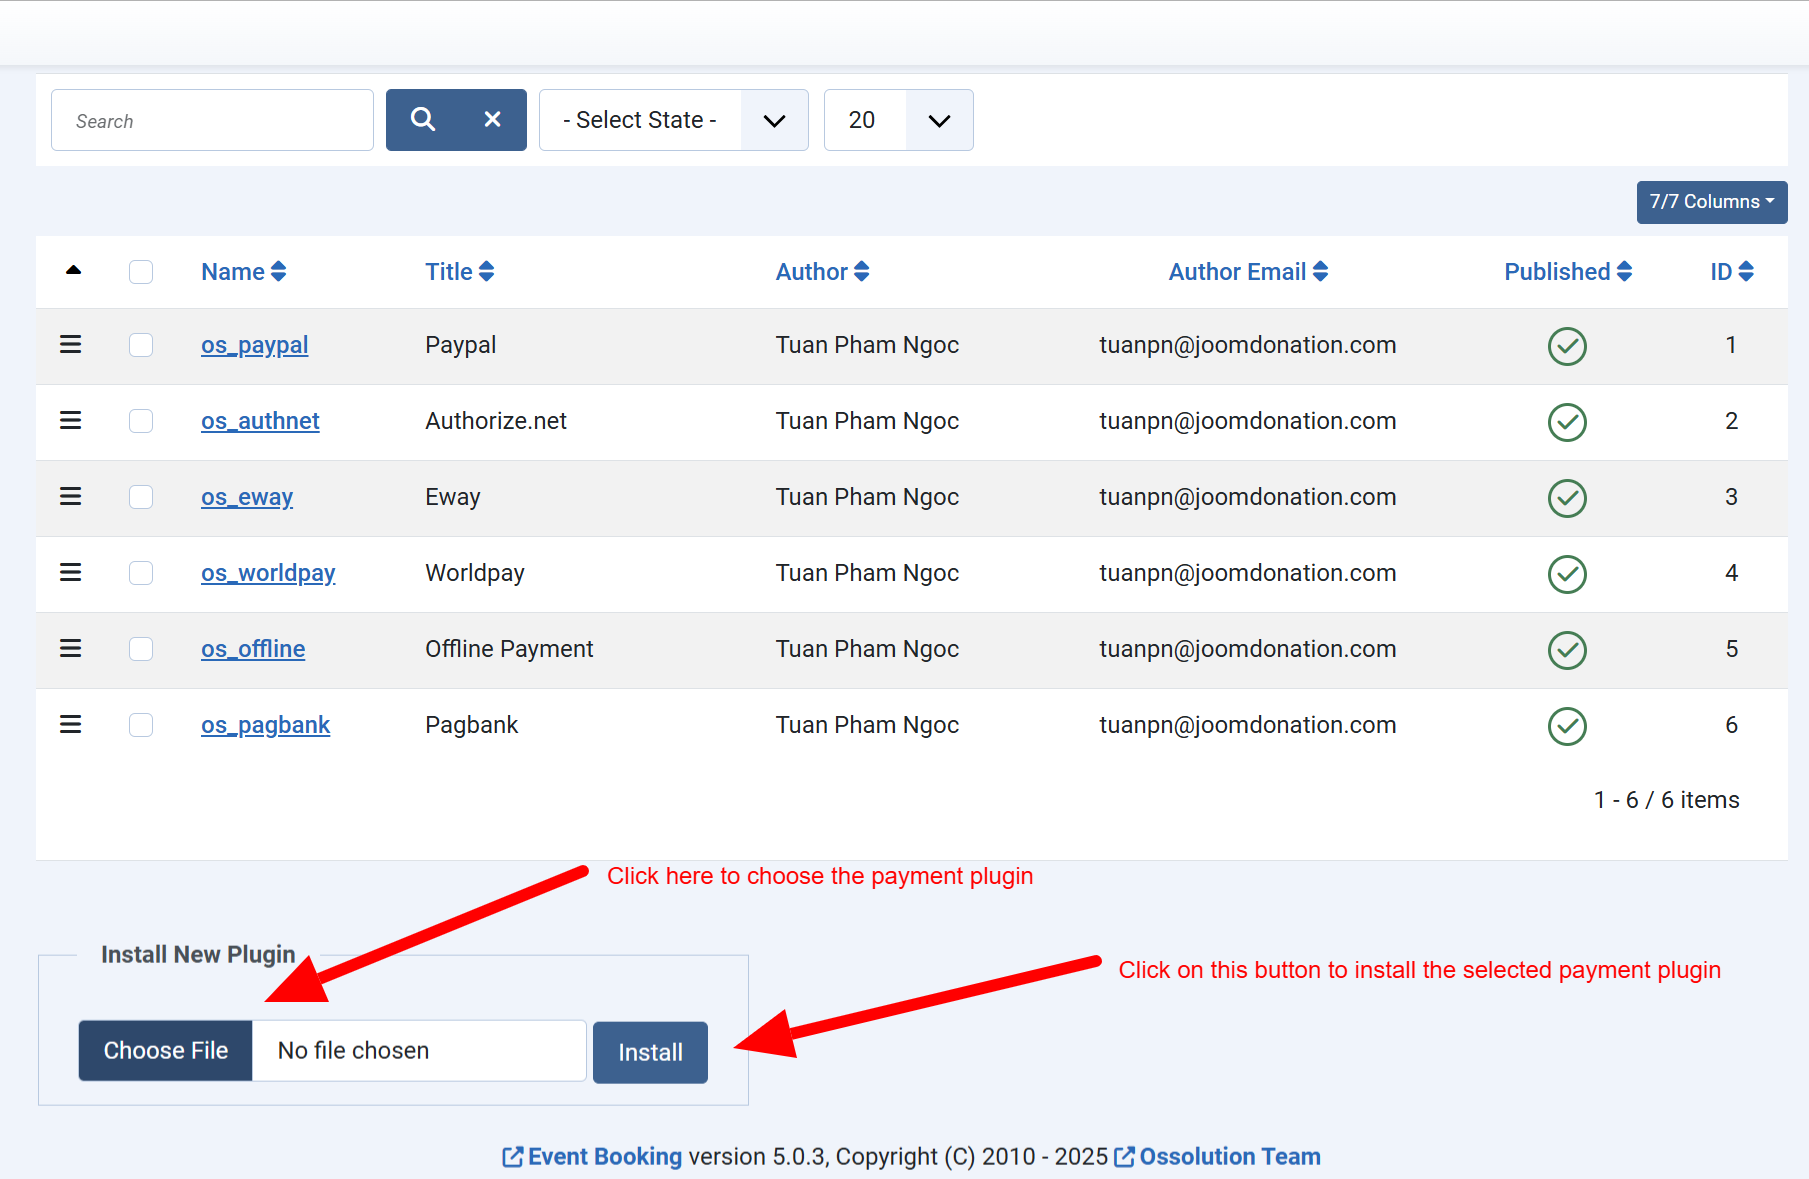 Search - Select State - 20
7/7 Columns
Name Title Author Author Email Published ID
os_paypal Paypal Tuan Pham Ngoc tuanpn@joomdonation.com 1
os_authnet Authorize.net Tuan Pham Ngoc tuanpn@joomdonation.com 2
os_eway Eway Tuan Pham Ngoc tuanpn@joomdonation.com 3
os_worldpay Worldpay Tuan Pham Ngoc tuanpn@joomdonation.com 4
os_offline Offline Payment Tuan Pham Ngoc tuanpn@joomdonation.com 5
os_pagbank Pagbank Tuan Pham Ngoc tuanpn@joomdonation.com 6
1 - 6 / 6 items
Click here to choose the payment plugin
Install New Plugin
Click on this button to install the selected payment plugin
Choose File No file chosen Install
Event Booking version 5.0.3, Copyright (C) 2010 - 2025 Ossolution Team